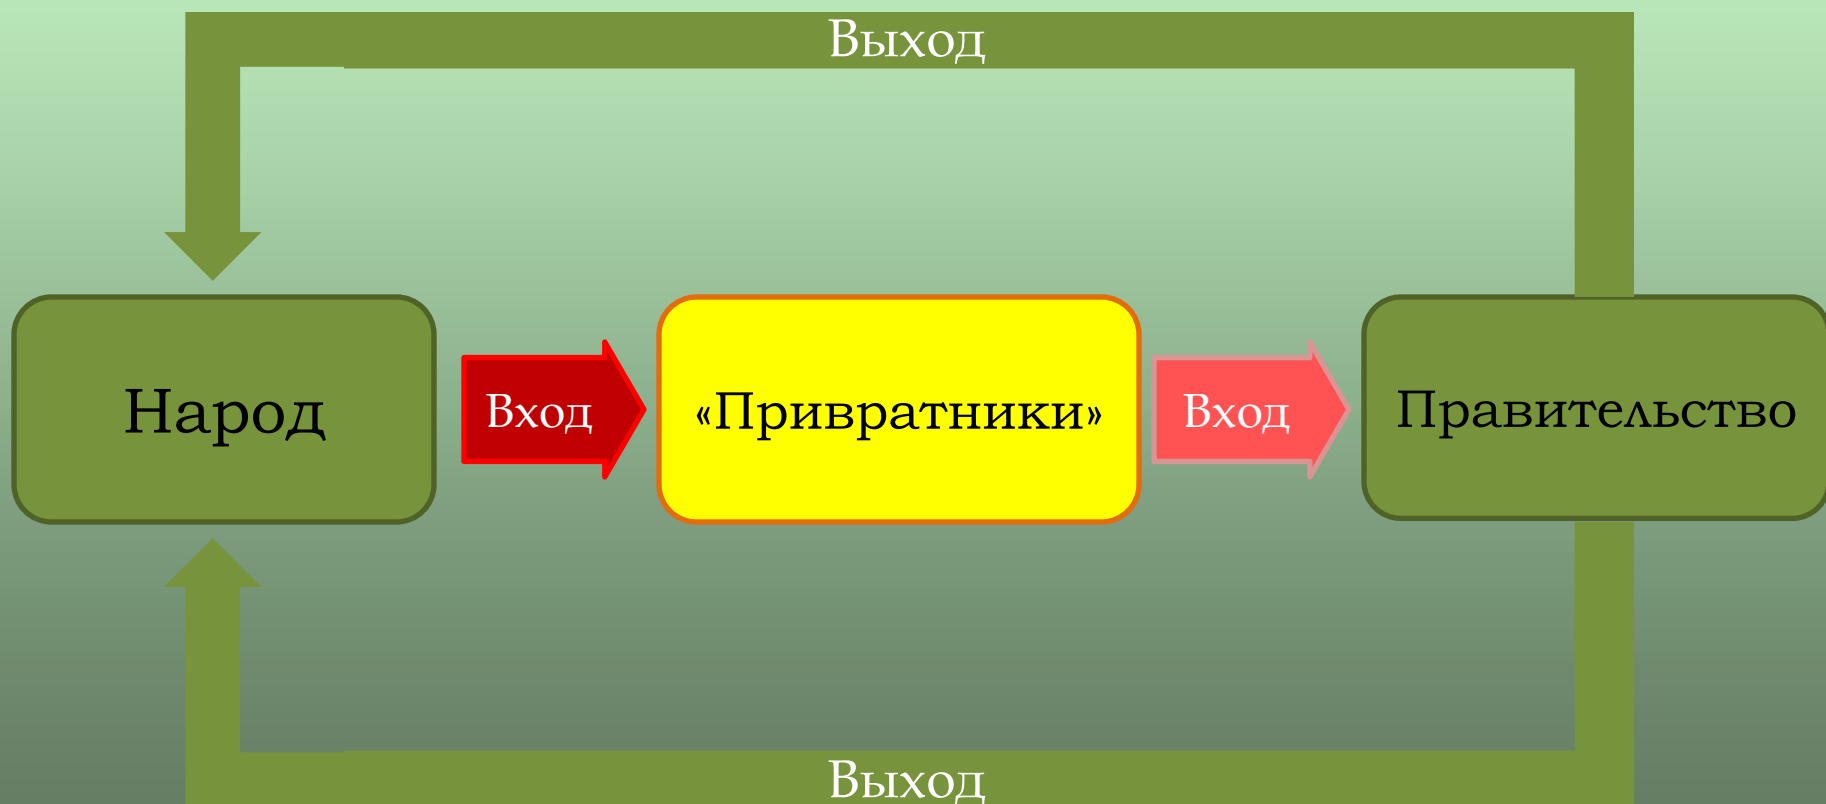 Выход
Народ
Вход
«Привратники»
Вход
Правительство
Выход